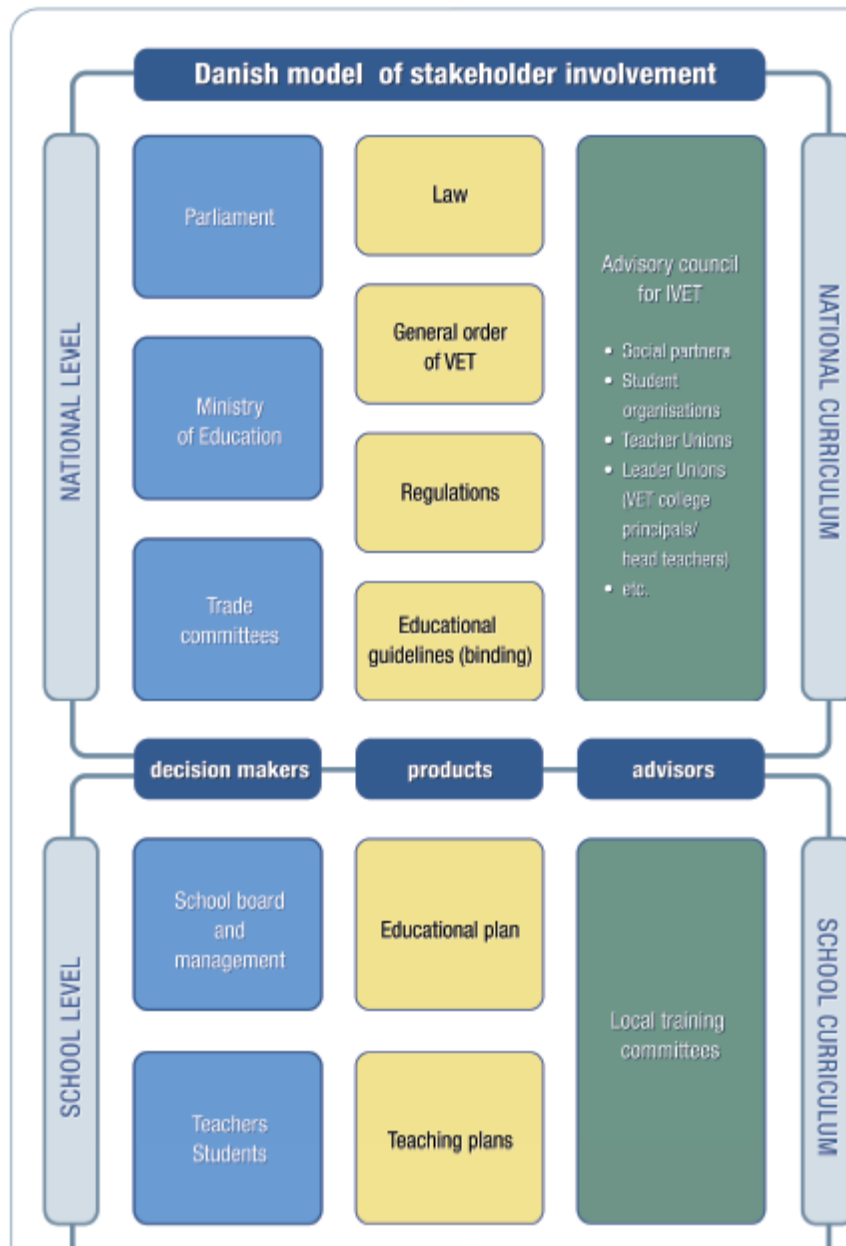 Danish model of stakeholder involvement
NATIONAL LEVEL
Parliament
Ministry
of Education
Trade
committees
Law
General order
of VET
Regulations
Educational
guidelines (binding)
Advisory council
for IVET
• Social partners
• Student
organisations
• Teacher Unions
• Leader Unions
(VET college
principals/
head teachers)
• etc.
NATIONAL CURRICULUM
decision makers
products
advisors
SCHOOL LEVEL
School board
and
management
Teachers
Students
Educational plan
Teaching plans
Local training
committees
SCHOOL CURRICULUM